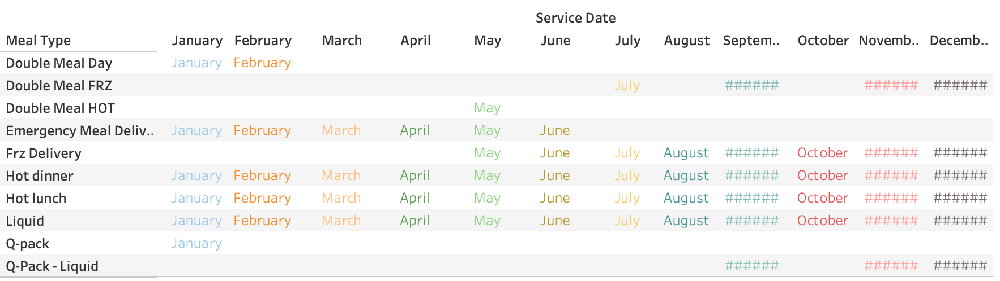 Service Date
Meal Type January February March April May June July August Septem.. October Novemb.. Decemb..
Double Meal Day January February
Double Meal FRZ July ###### ###### ######
Double Meal HOT May
Emergency Meal Deliv.. January February March April May June
Frz Delivery May June July August ###### October ###### ######
Hot dinner January February March April May June July August ###### October ###### ######
Hot lunch January February March April May June July August ###### October ###### ######
Liquid January February March April May June July August ###### October ###### ######
Q-pack January
Q-Pack - Liquid ###### ###### ######